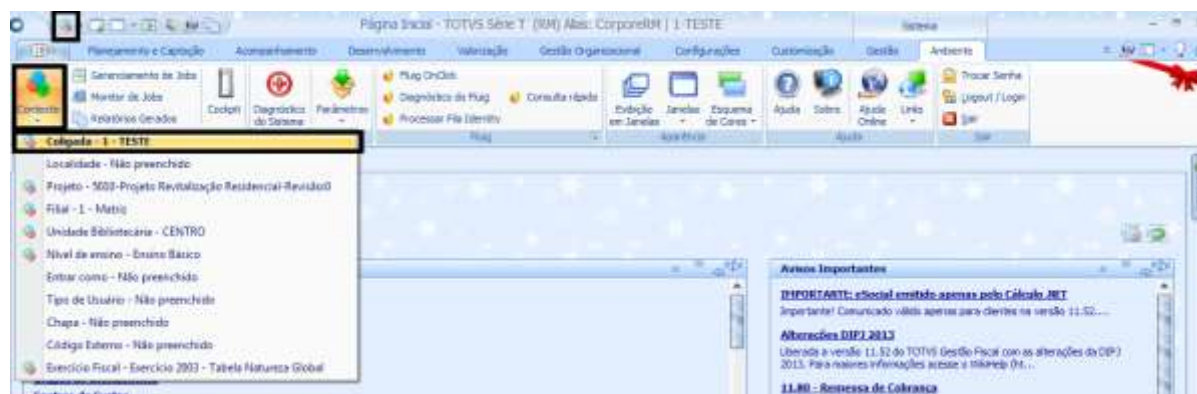 Página Inicial - TOTVS Série T (RM) Alias: CorporeRM | 1-TESTE
Sistema
Planejamento e Captação
Acompanhamento
Desenvolvimento
Valorização
Gestão Organizacional
Configurações
Customização
Gestão
Ambiente
Contexto
Gerenciamento de Jobs
Monitor de Jobs
Relatórios Gerados
Cockpit
Diagnóstico
do Sistema
Parâmetros
Plug OnClick
Diagnóstico do Plug
Processar File Identity
Consulta rápida
Plug
Exibição
em Janelas
Janelas
Esquema
de Cores
Aparência
Ajuda
Sobre
Ajuda
Online
Links
Ajuda
Trocar Senha
Logout / Login
Sair
Sair
Coligada - 1 - TESTE
Localidade - Não preenchido
Projeto - 5000-Projeto Revitalização Residencial-Revisão0
Filial - 1 - Matriz
Unidade Bibliotecária - CENTRO
Nível de ensino - Ensino Básico
Entrar como - Não preenchido
Tipo de Usuário - Não preenchido
Chapa - Não preenchido
Código Externo - Não preenchido
Exercício Fiscal - Exercício 2003 - Tabela Natureza Global
Avisos Importantes
IMPORTANTE: eSocial emitido apenas pelo Cálculo .NET
Importante! Comunicado válido apenas para clientes na versão 11.52....
Alterações DIPJ 2013
Liberada a versão 11.52 do TOTVS Gestão Fiscal com as alterações da DIPJ
2013. Para maiores informações acesse o WikiHelp (ht...
11.80 - Remessa de Cobrança